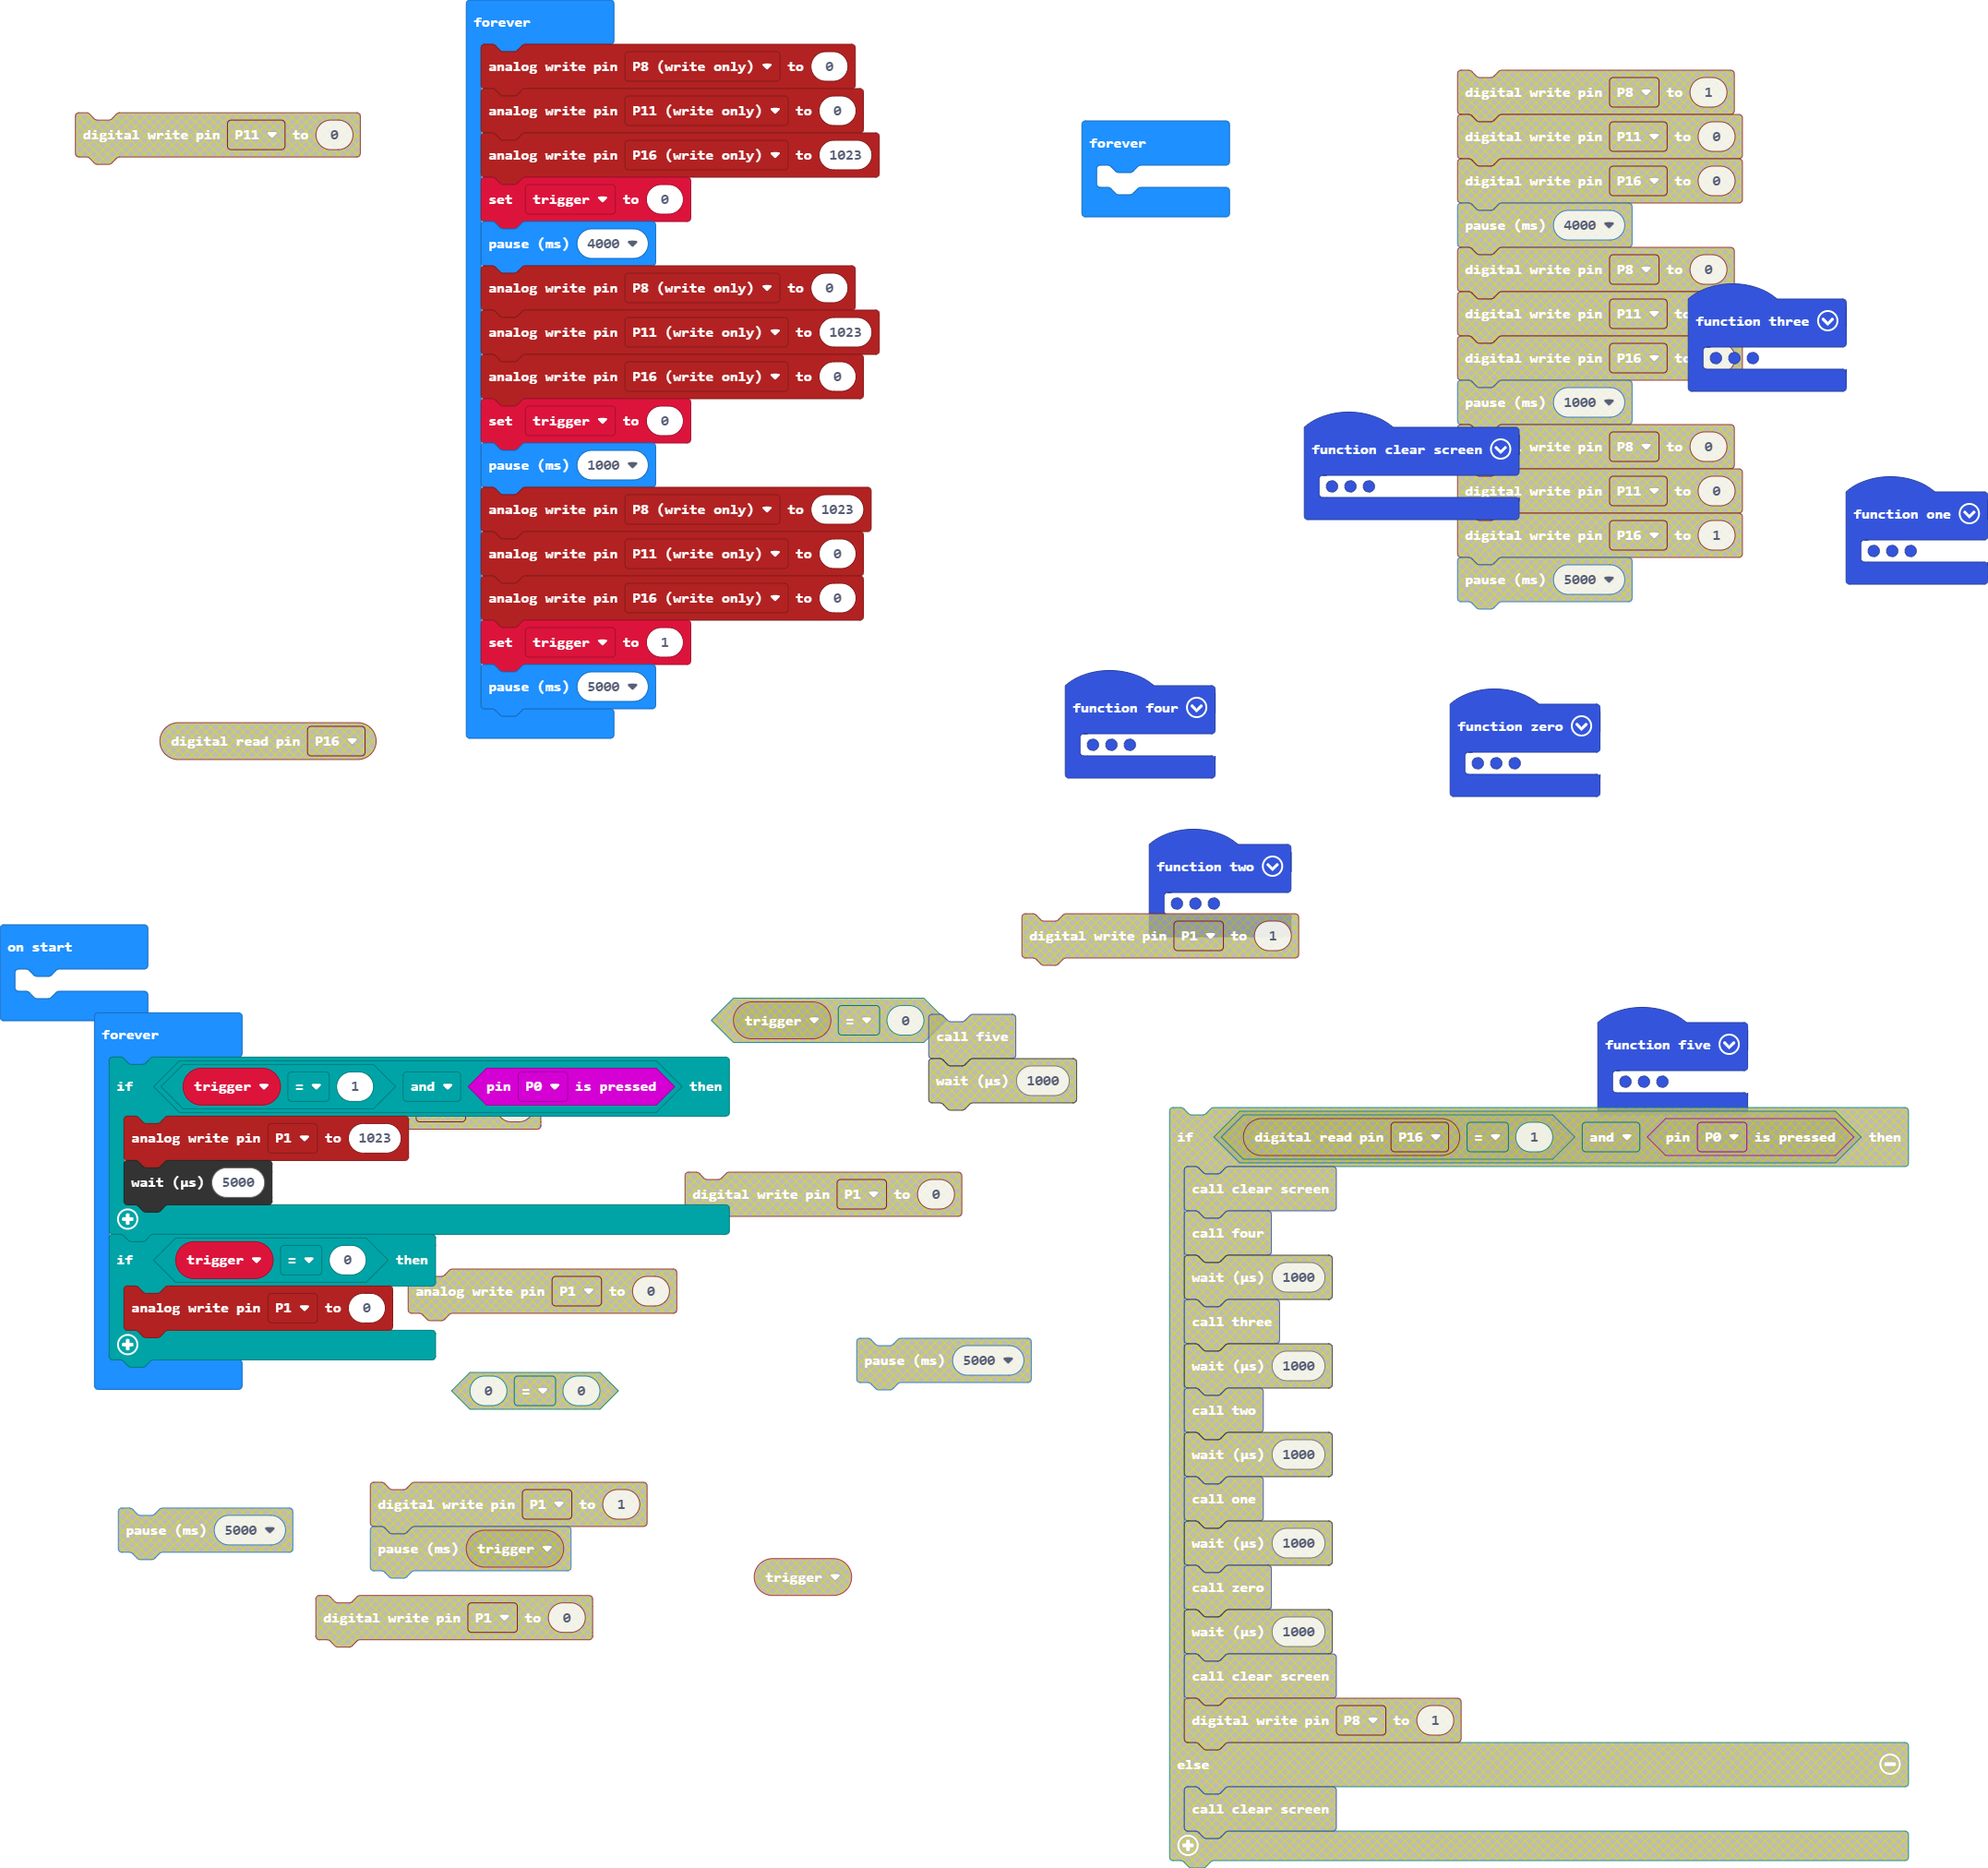 forever
analog write pin P8 (write only) to 0
analog write pin P11 (write only) to 0
analog write pin P16 (write only) to 1023
set trigger to 0
pause (ms) 4000
analog write pin P8 (write only) to 0
analog write pin P11 (write only) to 1023
analog write pin P16 (write only) to 0
set trigger to 0
pause (ms) 1000
analog write pin P8 (write only) to 1023
analog write pin P11 (write only) to 0
analog write pin P16 (write only) to 0
set trigger to 1
pause (ms) 5000
digital write pin P11 to 0
digital read pin P16
forever
digital write pin P8 to 1
digital write pin P11 to 0
digital write pin P16 to 0
pause (ms) 4000
digital write pin P8 to 0
digital write pin P11
digital write pin P16
pause (ms) 1000
write pin P8 to 0
digital write pin P11 to 0
digital write pin P16 to 1
pause (ms) 5000
function three
function clear screen
function one
function four
function zero
function two
digital write pin P1 to 1
on start
forever
if trigger = 1 and pin P0 is pressed then
analog write pin P1 to 1023
wait (µs) 5000
if trigger = 0 then
analog write pin P1 to 0
trigger = 0
call five
wait (µs) 1000
digital write pin P1 to 0
analog write pin P1 to 0
pause (ms) 5000
0 = 0
pause (ms) 5000
digital write pin P1 to 1
pause (ms) trigger
digital write pin P1 to 0
trigger
function five
if digital read pin P16 = 1 and pin P0 is pressed then
call clear screen
call four
wait (µs) 1000
call three
wait (µs) 1000
call two
wait (µs) 1000
call one
wait (µs) 1000
call zero
wait (µs) 1000
call clear screen
digital write pin P8 to 1
else
call clear screen